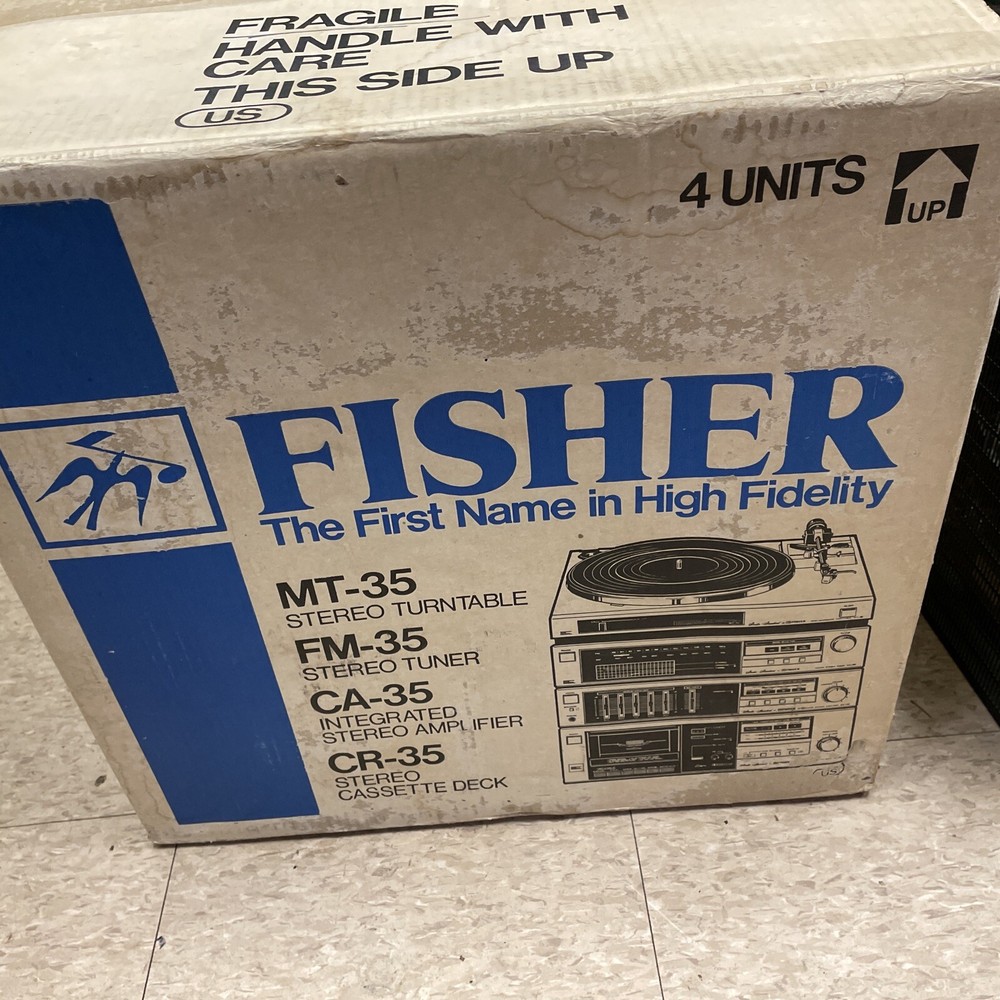 FRAGILE
HANDLE WITH
CARE
THIS SIDE UP
US
4 UNITS
UP
FISHER
The First Name in High Fidelity
MT-35
STEREO TURNTABLE
FM-35
STEREO TUNER
CA-35
INTEGRATED
STEREO AMPLIFIER
CR-35
STEREO
CASSETTE DECK
US